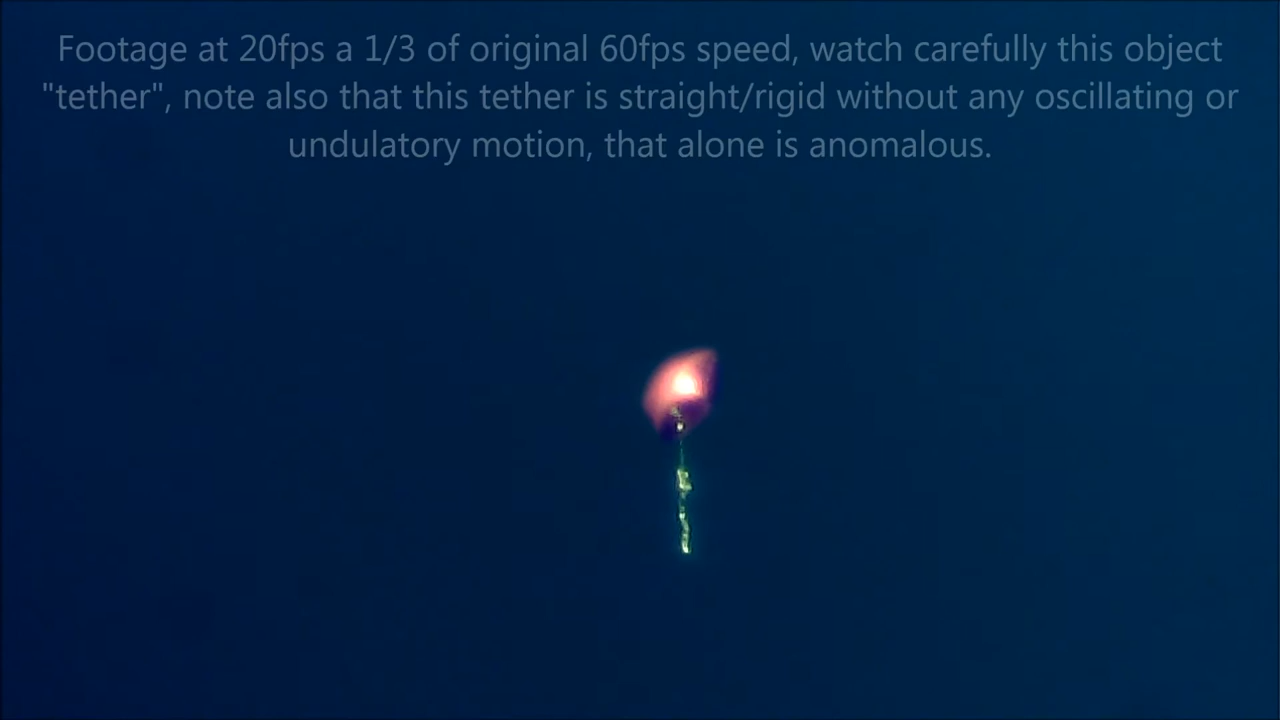 Footage at 20fps a 1/3 of original 60fps speed, watch carefully this object
"tether", note also that this tether is straight/rigid without any oscillating or
undulatory motion, that alone is anomalous.